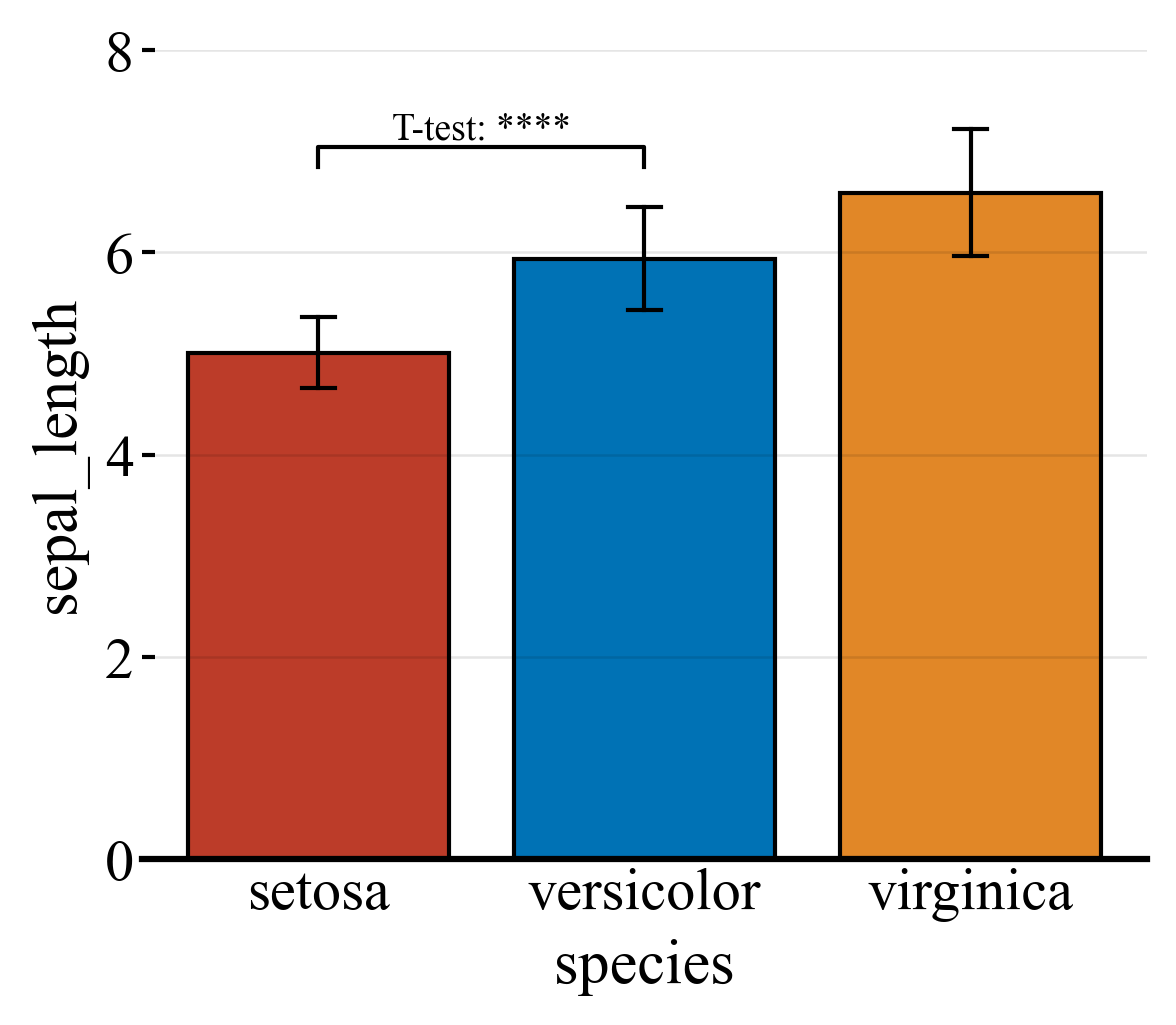 8
T-test: ****
6
4
2
0
sepal_length
setosa
versicolor
virginica
species